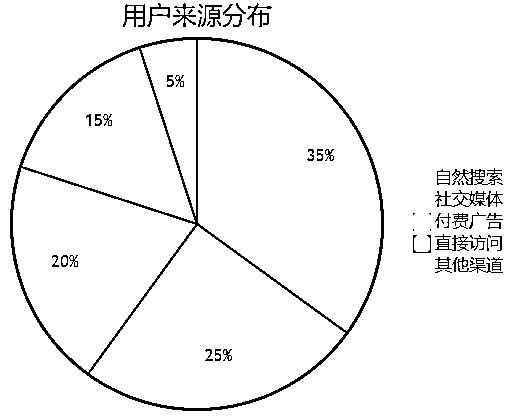 用户来源分布
5%
15%
35%
20%
25%
自然搜索
社交媒体
付费广告
直接访问
其他渠道